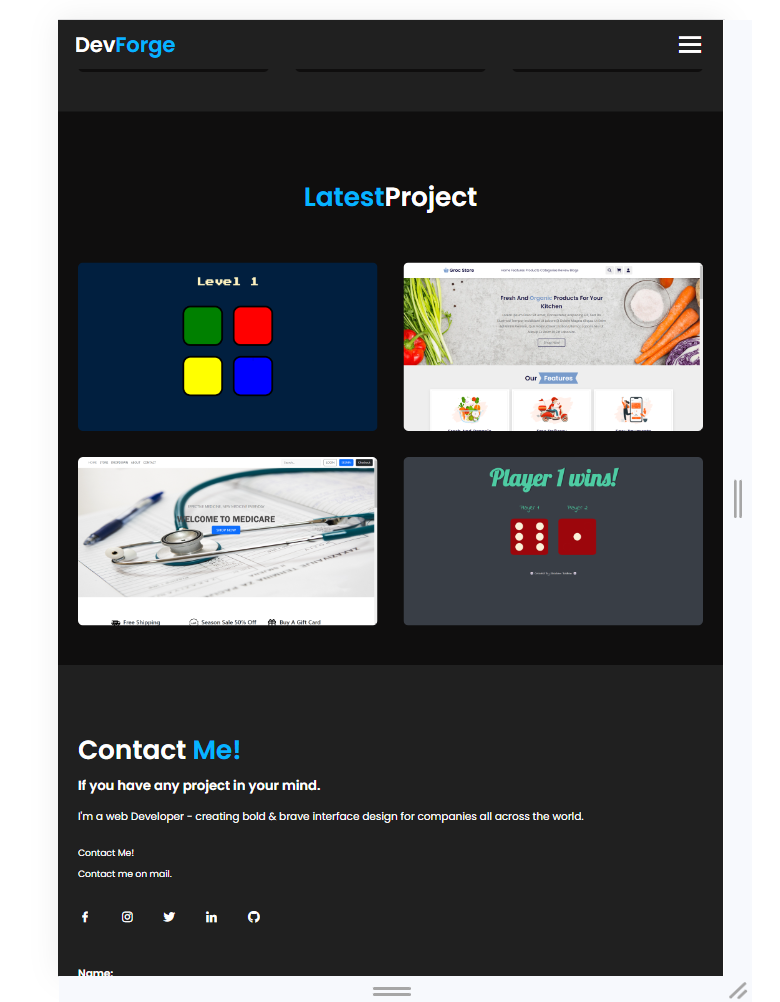 DevForge
LatestProject
Level 1
Groc Store
Fresh And Organic Products For Your
Kitchen
Our Features
WELCOME TO MEDICARE
Free Shipping
Season Sale 50% Off
Buy A Gift Card
Player 1 wins!
Player 1
Player 2
Contact Me!
If you have any project in your mind.
I'm a web Developer - creating bold & brave interface design for companies all across the world.
Contact Me!
Contact me on mail.
Name: